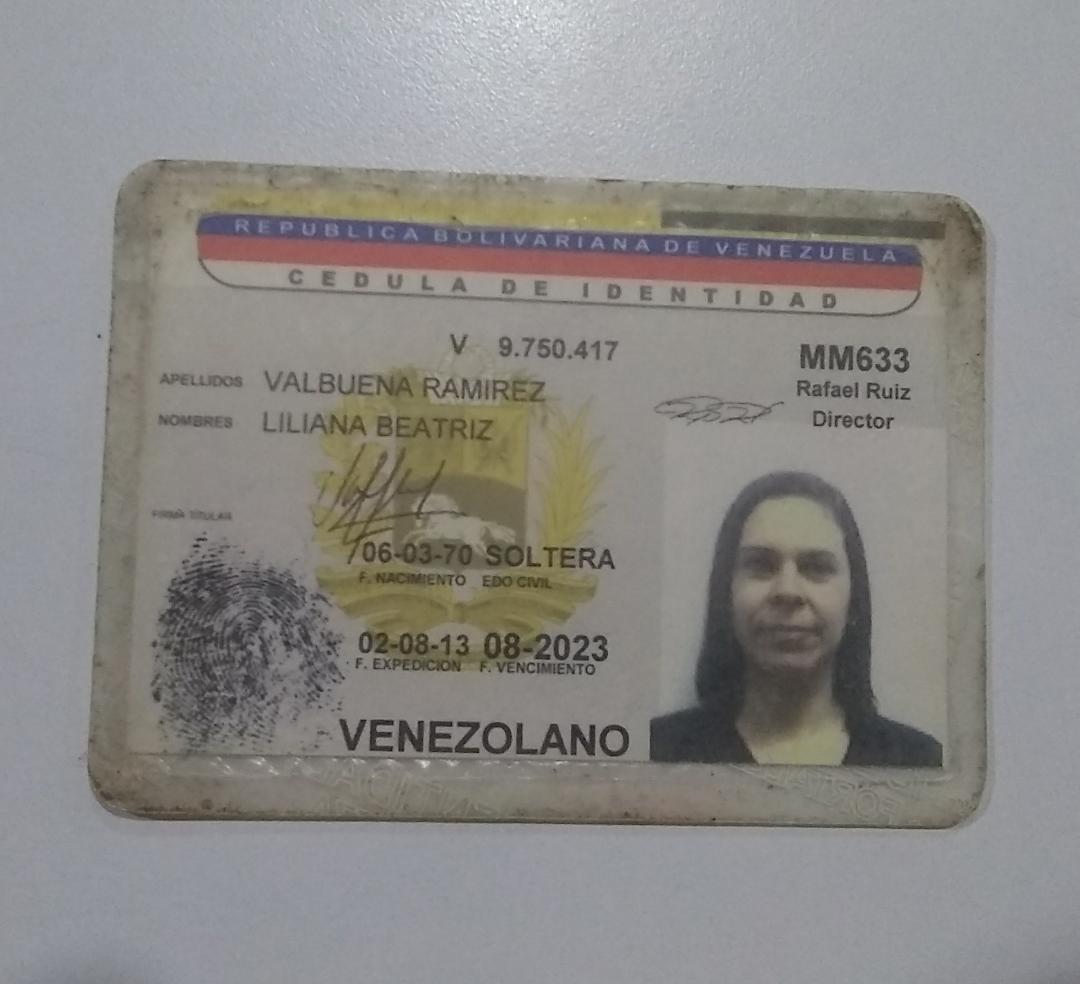 REPUBLICA BOLIVARIANA DE VENEZUELA
CEDULA DE IDENTIDAD
V 9.750.417
MM633
Rafael Ruiz
Director
APELLIDOS VALBUENA RAMIREZ
NOMBRES LILIANA BEATRIZ
FIRMA TITULAR
06-03-70 SOLTERA
F. NACIMIENTO EDO CIVIL
02-08-13 08-2023
F. EXPEDICION F. VENCIMIENTO
VENEZOLANO